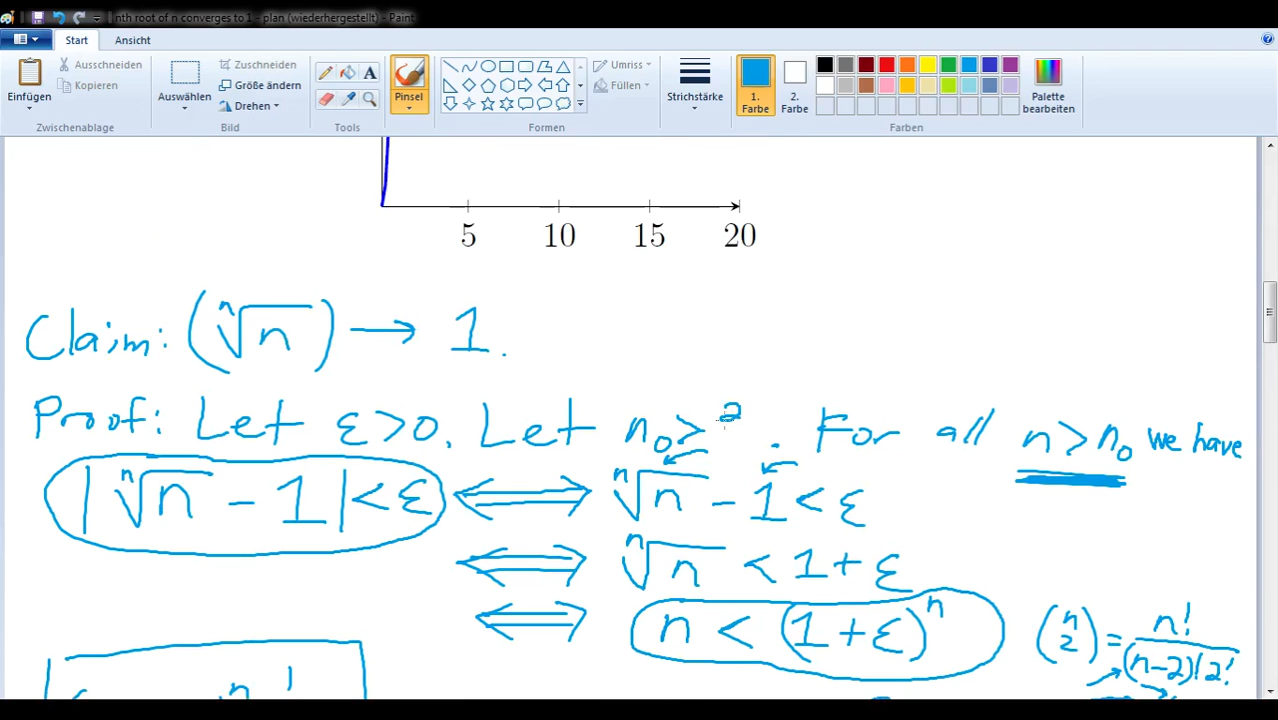 nth root of n converges to 1 - plan (wiederhergestellt) - Paint
Start Ansicht
Einfügen Ausschneiden Kopieren Zwischenablage
Auswählen Zuschneiden Größe ändern Drehen Bild
Pinsel Tools
Umriss Füllen Formen
Strichstärke
1. Farbe 2. Farbe Palette bearbeiten Farben
5 10 15 20
Claim: (ⁿ√n) → 1.
Proof: Let ε>0. Let n₀ ≥ 2 . For all n>n₀ we have
|ⁿ√n − 1| < ε ⟺ ⁿ√n − 1 < ε
⟺ ⁿ√n < 1+ε
⟺ n < (1+ε)ⁿ
(n 2) = n! / (n−2)! 2!
n!